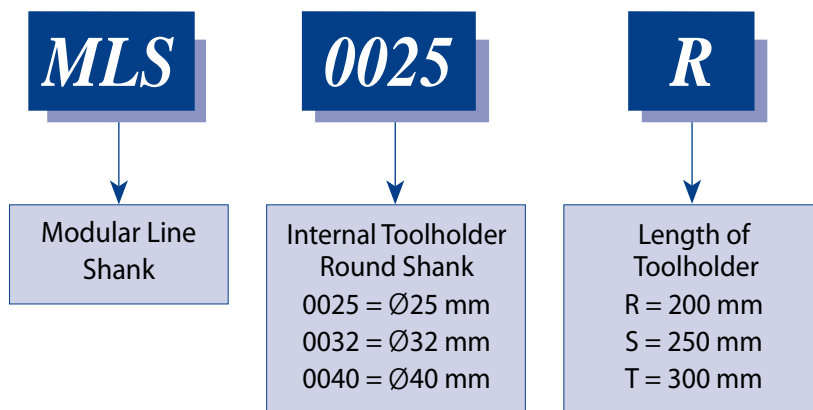 MLS 0025 R
Modular Line
Shank
Internal Toolholder
Round Shank
0025 = Ø25 mm
0032 = Ø32 mm
0040 = Ø40 mm
Length of
Toolholder
R = 200 mm
S = 250 mm
T = 300 mm